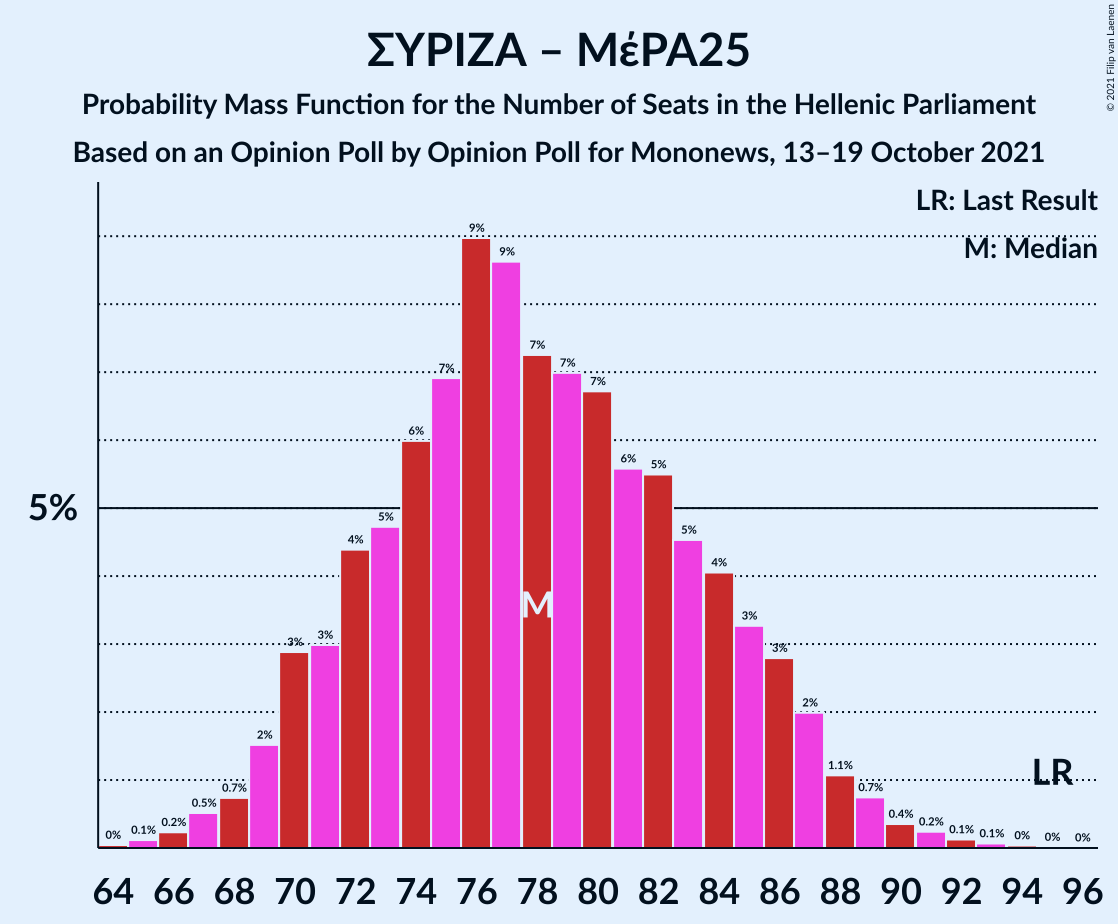 ΣΥΡΙΖΑ – ΜέΡΑ25
Probability Mass Function for the Number of Seats in the Hellenic Parliament
Based on an Opinion Poll by Opinion Poll for Mononews, 13–19 October 2021
© 2021 Filip van Laenen
LR: Last Result
M: Median
5%
0% 0.1% 0.2% 0.5% 0.7% 2% 3% 3% 4% 5% 6% 7% 9% 9% 7% 7% 7% 6% 5% 5% 4% 3% 3% 2% 1.1% 0.7% 0.4% 0.2% 0.1% 0.1% 0% 0% 0%
M
LR
64 66 68 70 72 74 76 78 80 82 84 86 88 90 92 94 96